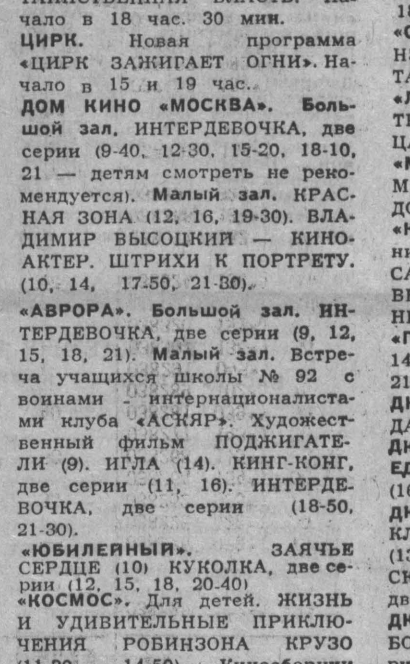 чало в 18 час. 30 мин.
ЦИРК. Новая программа
«ЦИРК ЗАЖИГАЕТ ОГНИ». На-
чало в 15 и 19 час.
ДОМ КИНО «МОСКВА». Боль-
шой зал. ИНТЕРДЕВОЧКА, две
серии (9-40, 12-30, 15-20, 18-10,
21 — детям смотреть не реко-
мендуется). Малый зал. КРАС-
НАЯ ЗОНА (12, 16, 19-30). ВЛА-
ДИМИР ВЫСОЦКИЙ — КИНО-
АКТЕР. ШТРИХИ К ПОРТРЕТУ.
(10, 14, 17-50, 21-30).
«АВРОРА». Большой зал. ИН-
ТЕРДЕВОЧКА, две серии (9, 12,
15, 18, 21). Малый зал. Встре-
ча учащихся школы № 92 с
воинами - интернационалиста-
ми клуба «АСКЯР». Художест-
венный фильм ПОДЖИГАТЕ-
ЛИ (9). ИГЛА (14). КИНГ-КОНГ,
две серии (11, 16). ИНТЕРДЕ-
ВОЧКА, две серии (18-50,
21-30).
«ЮБИЛЕЙНЫЙ». ЗАЯЧЬЕ
СЕРДЦЕ (10) КУКОЛКА, две се-
рии (12, 15, 18, 20-40)
«КОСМОС». Для детей. ЖИЗНЬ
И УДИВИТЕЛЬНЫЕ ПРИКЛЮ-
ЧЕНИЯ РОБИНЗОНА КРУЗО